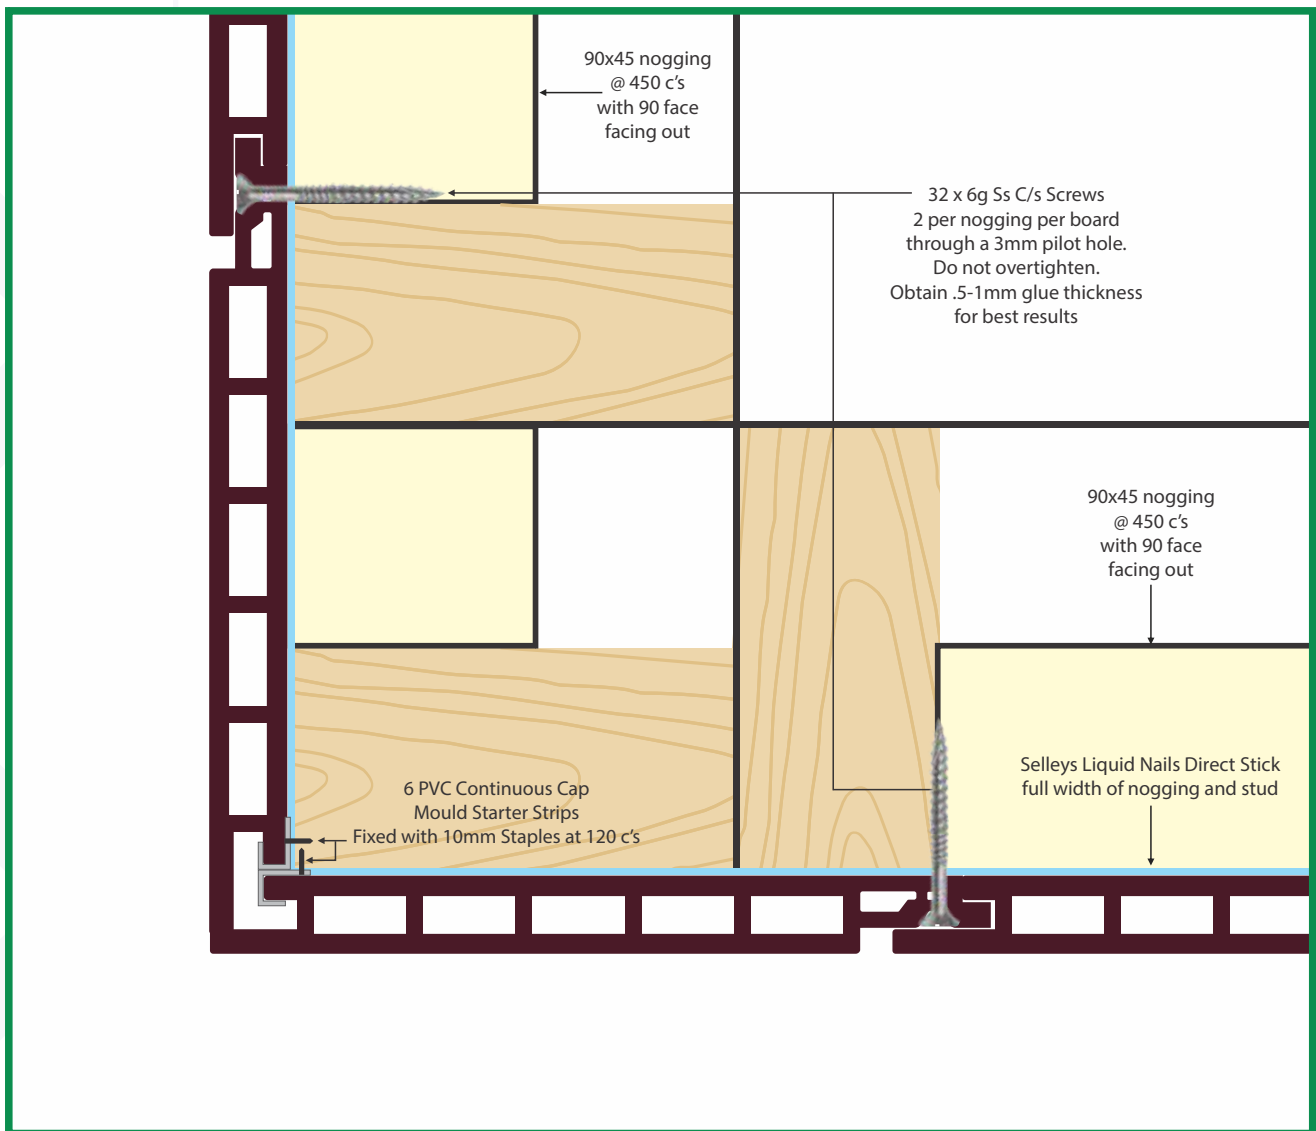 90x45 nogging
@ 450 c's
with 90 face
facing out
32 x 6g Ss C/s Screws
2 per nogging per board
through a 3mm pilot hole.
Do not overtighten.
Obtain .5-1mm glue thickness
for best results
90x45 nogging
@ 450 c's
with 90 face
facing out
Selleys Liquid Nails Direct Stick
full width of nogging and stud
6 PVC Continuous Cap
Mould Starter Strips
Fixed with 10mm Staples at 120 c's